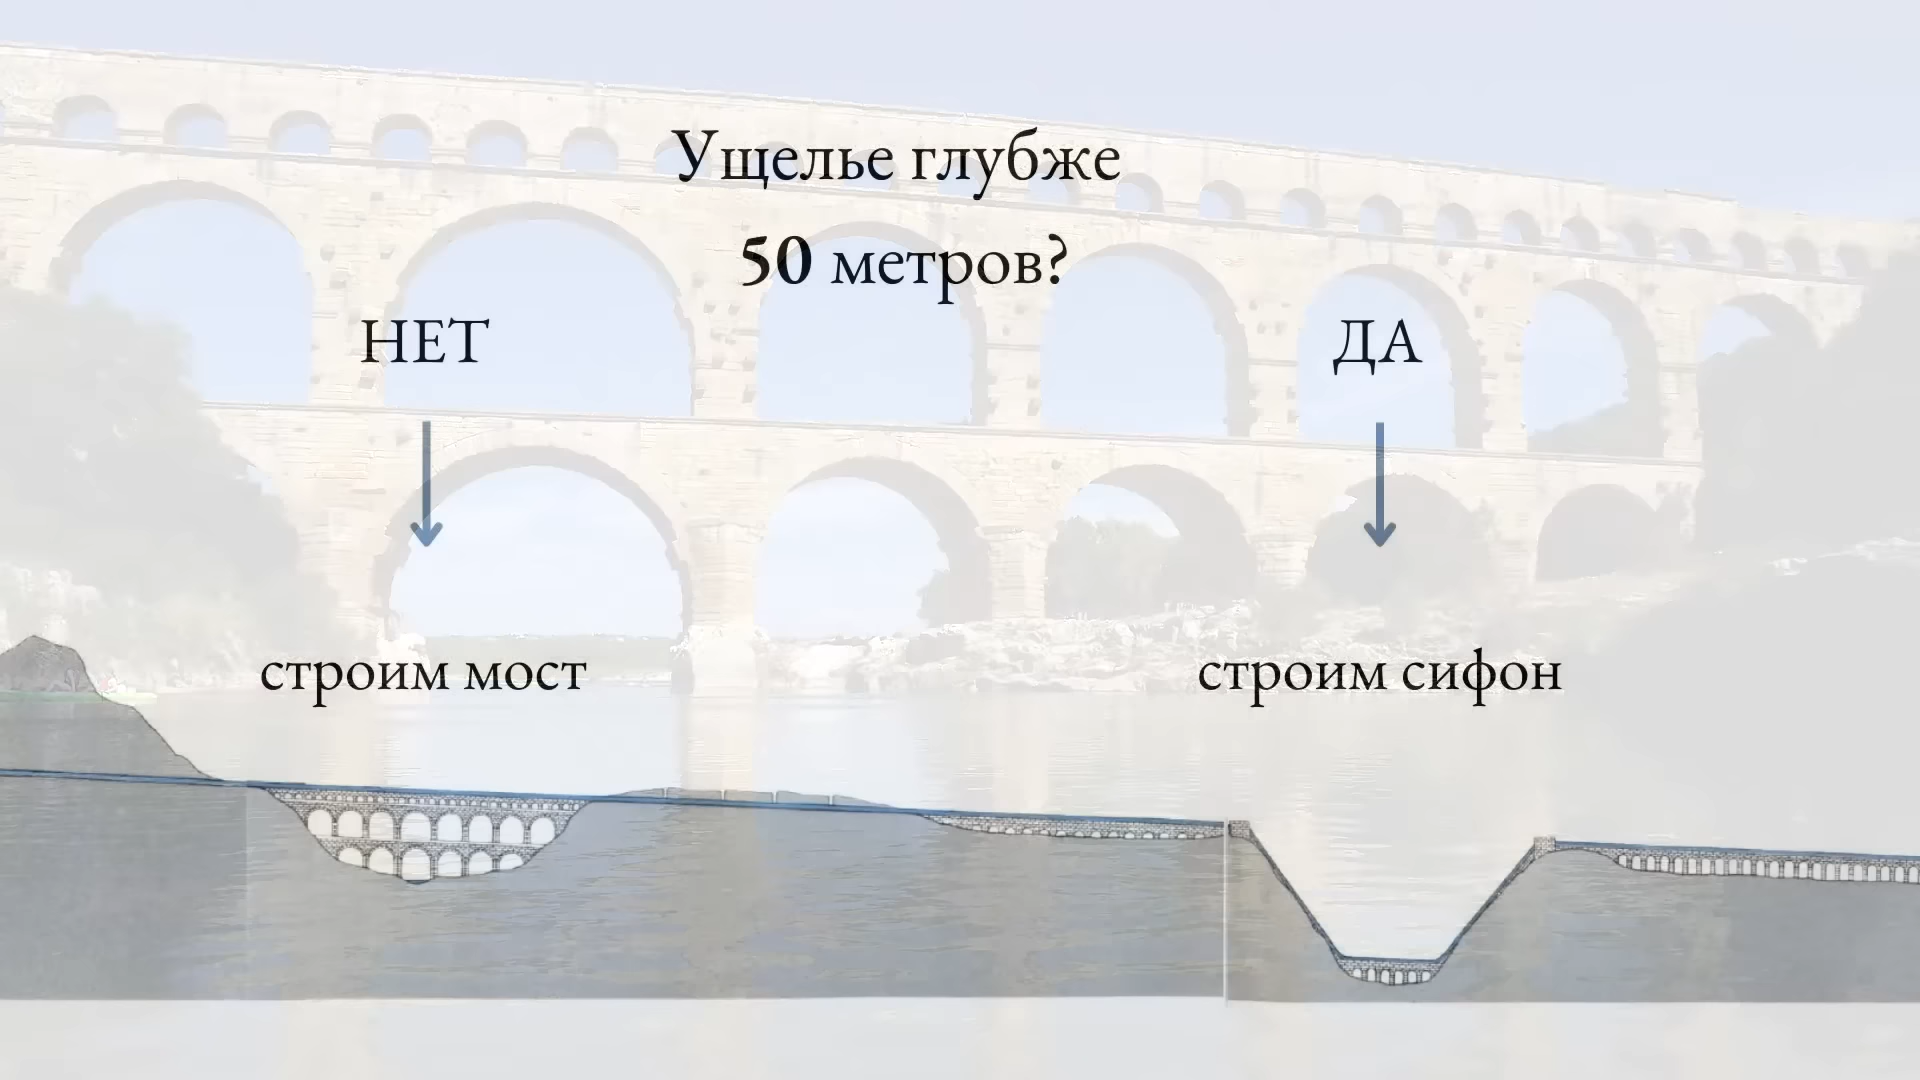 Ущелье глубже
50 метров?
НЕТ
ДА
строим мост
строим сифон